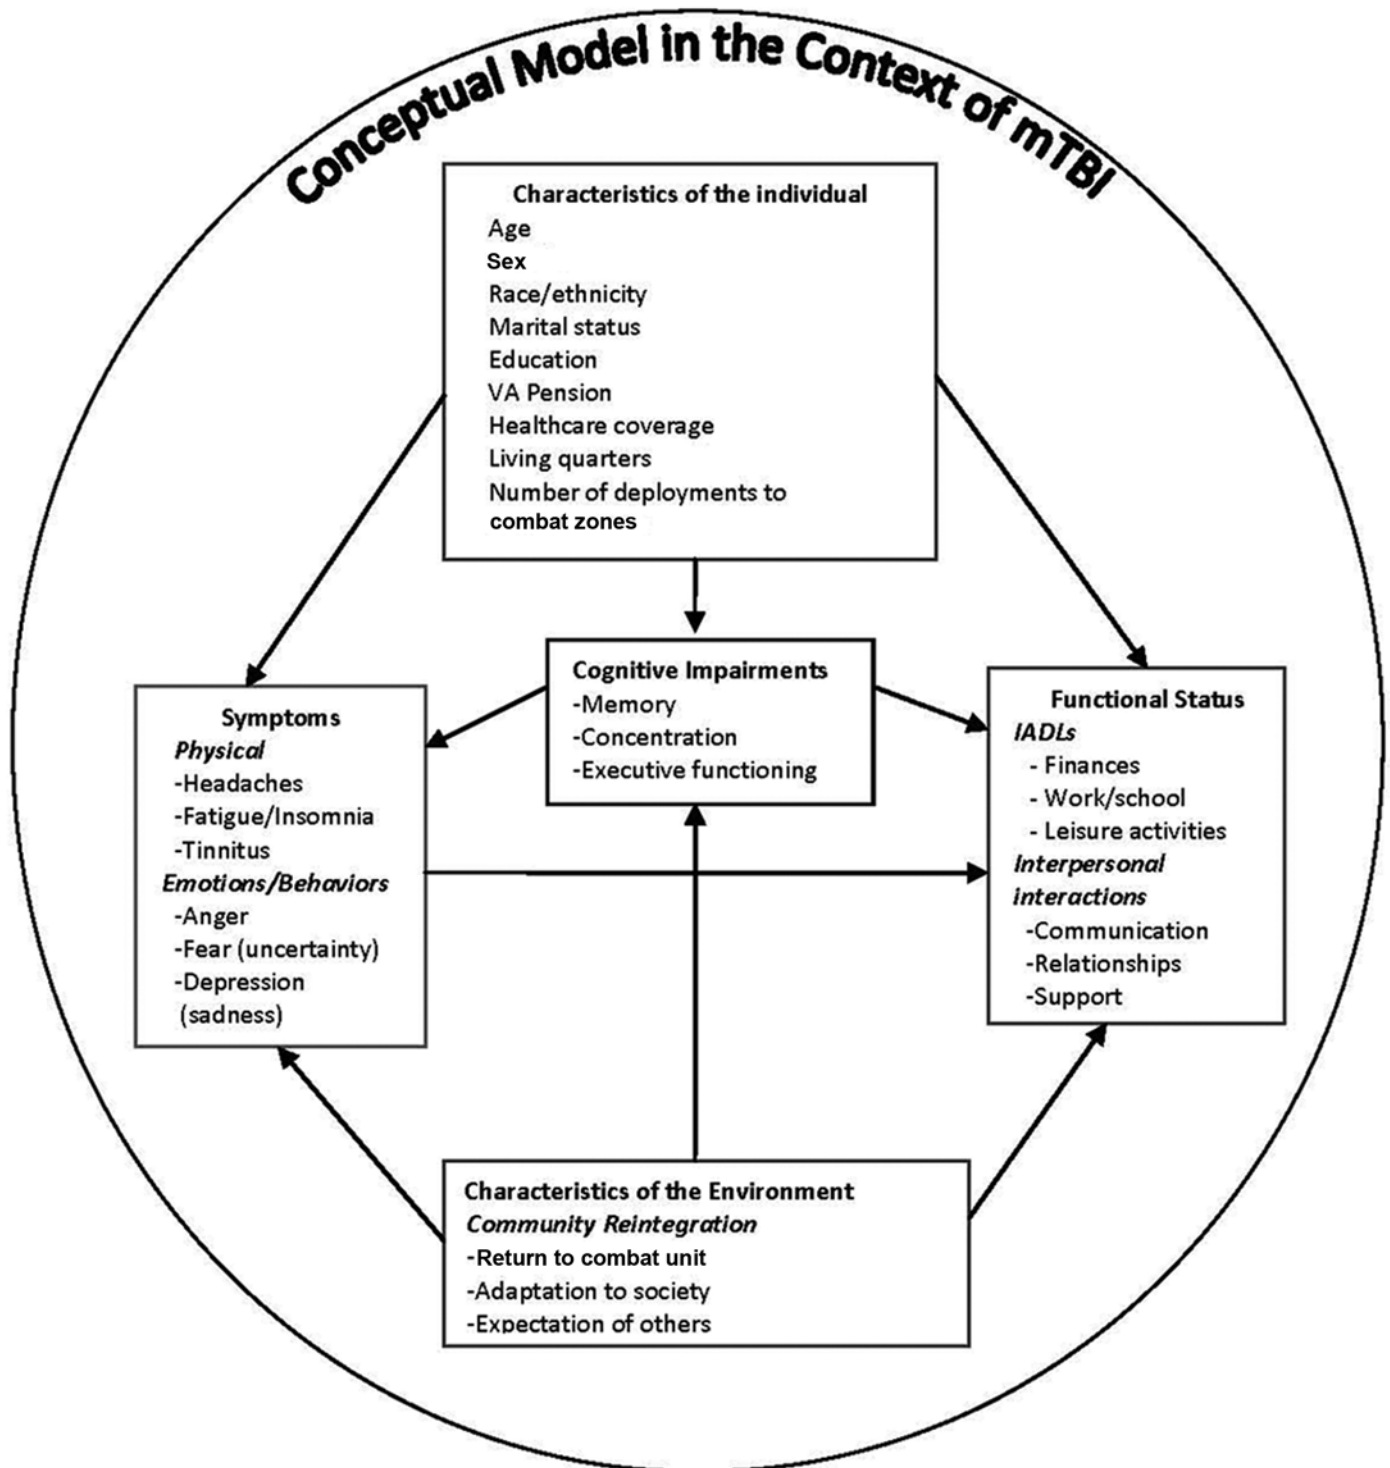 Conceptual Model in the Context of mTBI
Characteristics of the individual
Age
Sex
Race/ethnicity
Marital status
Education
VA Pension
Healthcare coverage
Living quarters
Number of deployments to
combat zones
Cognitive Impairments
-Memory
-Concentration
-Executive functioning
Symptoms
Physical
-Headaches
-Fatigue/Insomnia
-Tinnitus
Emotions/Behaviors
-Anger
-Fear (uncertainty)
-Depression
(sadness)
Functional Status
IADLs
- Finances
- Work/school
- Leisure activities
Interpersonal
interactions
-Communication
-Relationships
-Support
Characteristics of the Environment
Community Reintegration
-Return to combat unit
-Adaptation to society
-Expectation of others